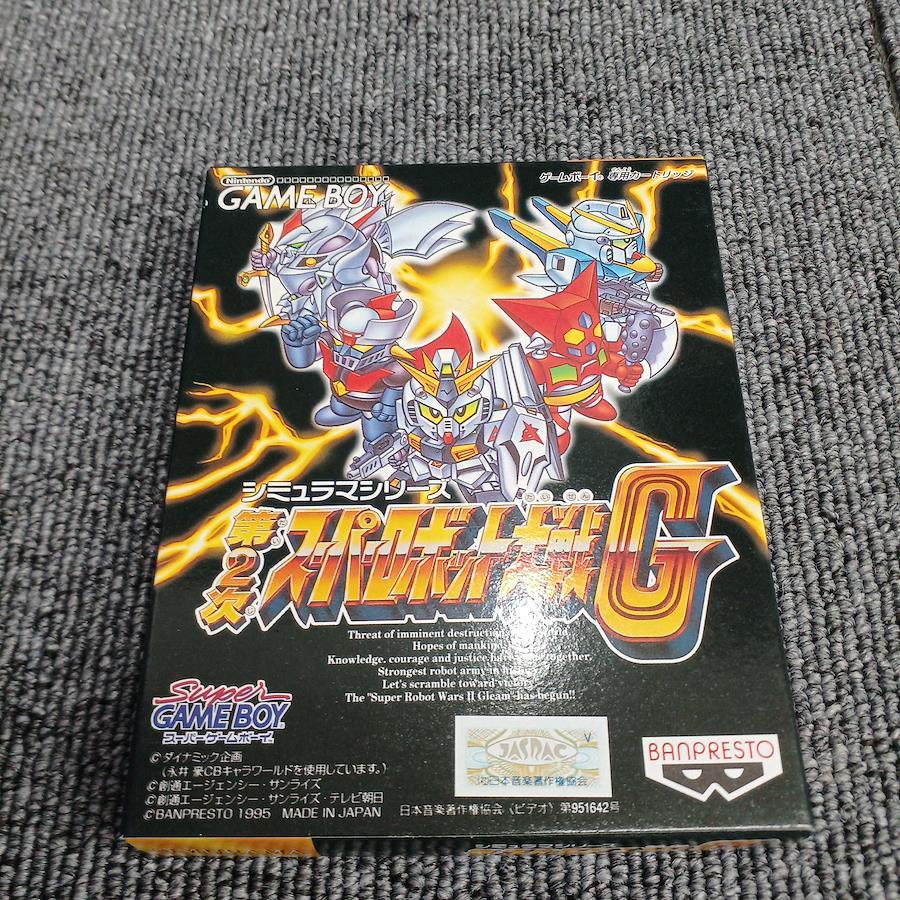 Nintendo
GAME BOY
ゲームボーイ® 専用カートリッジ
シミュラマシリーズ
第2次
スーパーロボット大戦G
Threat of imminent destruction
Hopes of mankind
Knowledge. courage and justice have come together.
Strongest robot army in history
Let's scramble toward victory
The "Super Robot Wars II Gleam" has begun!!
Super
GAME BOY
スーパーゲームボーイ
©ダイナミック企画
(永井 豪CBキャラワールドを使用しています。)
©創通エージェンシー・サンライズ
©創通エージェンシー・サンライズ・テレビ朝日
©BANPRESTO 1995 MADE IN JAPAN
JASRAC
V
日本音楽著作権協会
日本音楽著作権協会(ビデオ)第951642号
BANPRESTO